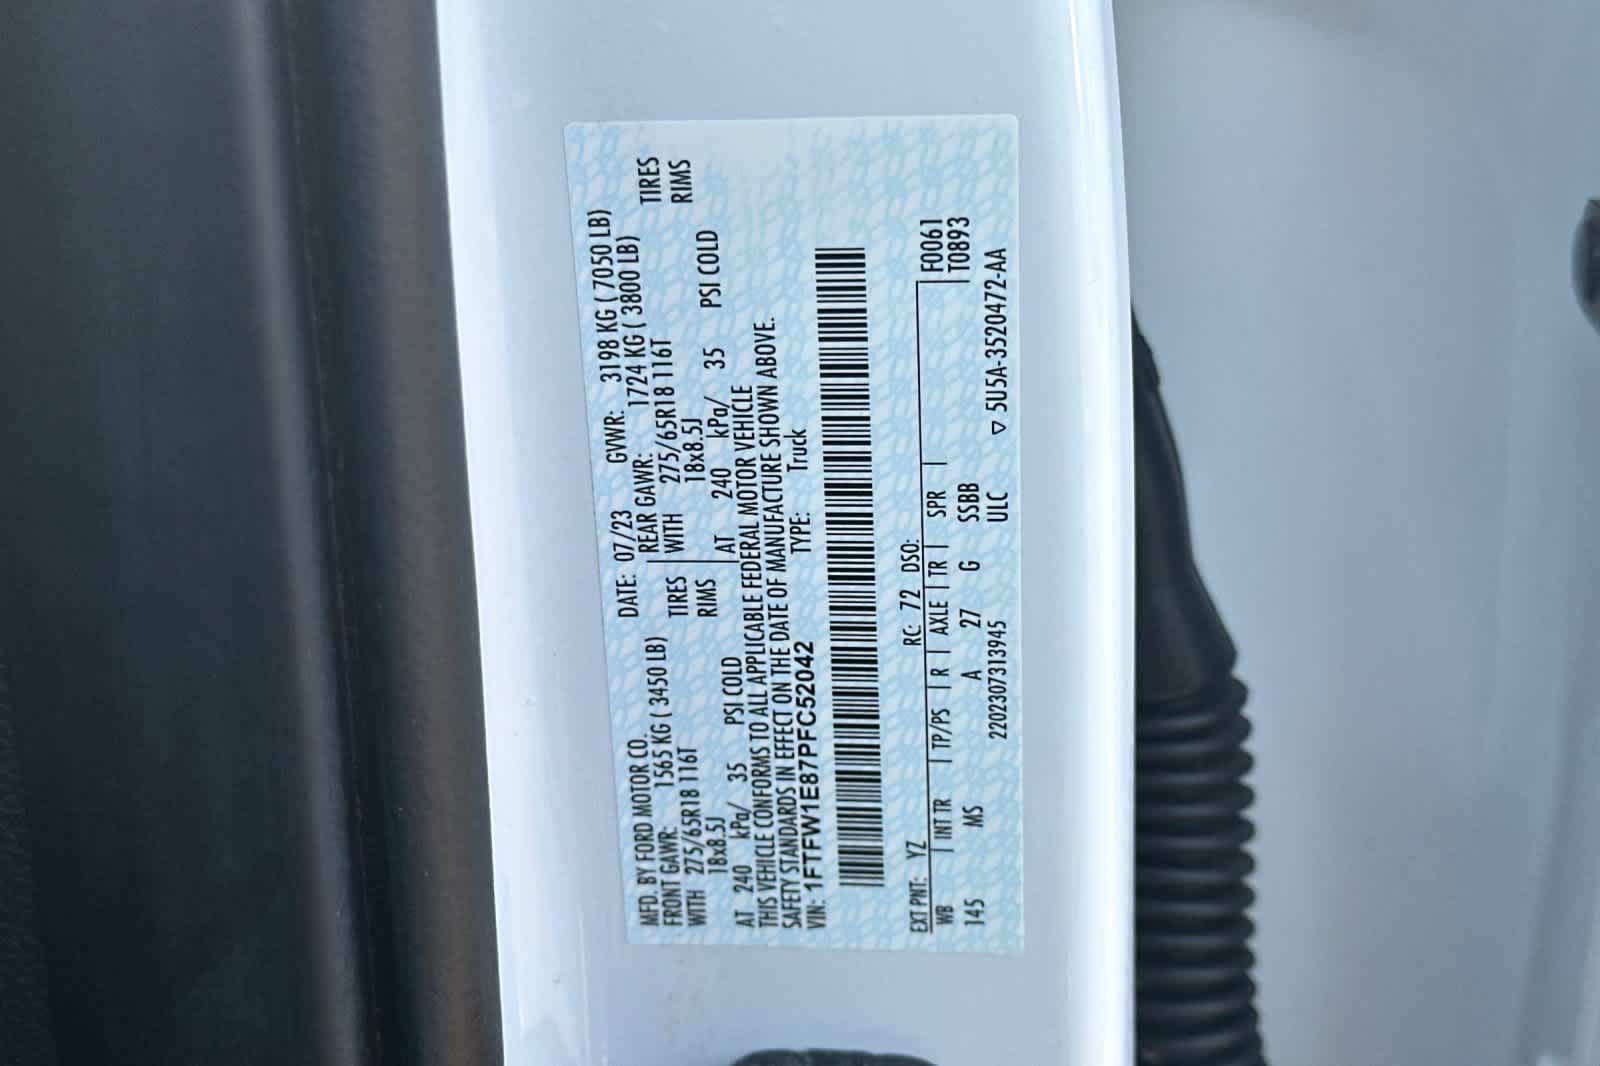 MFD. BY FORD MOTOR CO.
DATE: 07/23 GVWR: 3198 KG ( 7050 LB)
FRONT GAWR: 1565 KG ( 3450 LB) REAR GAWR: 1724 KG ( 3800 LB)
WITH 275/65R18 116T TIRES WITH 275/65R18 116T TIRES
18x8.5J RIMS 18x8.5J RIMS
AT 240 kPa/ 35 PSI COLD AT 240 kPa/ 35 PSI COLD
THIS VEHICLE CONFORMS TO ALL APPLICABLE FEDERAL MOTOR VEHICLE
SAFETY STANDARDS IN EFFECT ON THE DATE OF MANUFACTURE SHOWN ABOVE.
VIN: 1FTFW1E87PFC52042 TYPE: Truck
EXT PNT: YZ RC: 72 DSO:
WB INT TR TP/PS R AXLE TR SPR F0061
145 MS A 27 G SSBB T0893
2202307313945 ULC ▽ 5U5A-3520472-AA